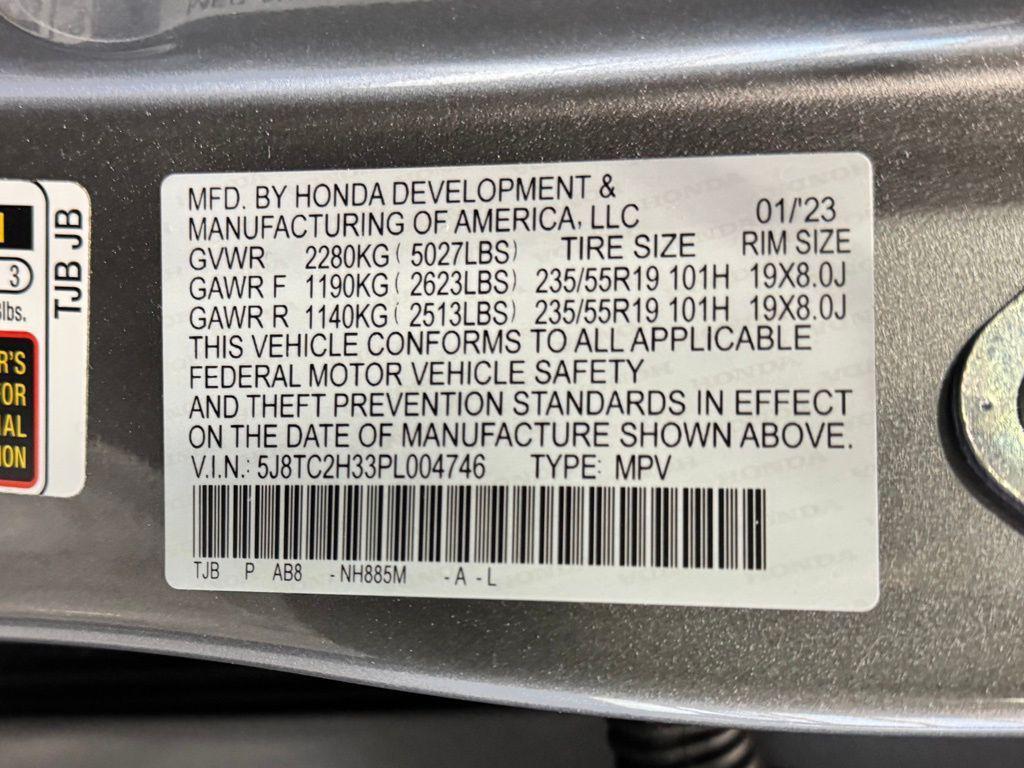 MFD. BY HONDA DEVELOPMENT &
MANUFACTURING OF AMERICA, LLC 01/'23
GVWR 2280KG ( 5027LBS) TIRE SIZE RIM SIZE
GAWR F 1190KG ( 2623LBS) 235/55R19 101H 19X8.0J
GAWR R 1140KG ( 2513LBS) 235/55R19 101H 19X8.0J
THIS VEHICLE CONFORMS TO ALL APPLICABLE
FEDERAL MOTOR VEHICLE SAFETY
AND THEFT PREVENTION STANDARDS IN EFFECT
ON THE DATE OF MANUFACTURE SHOWN ABOVE.
V.I.N.: 5J8TC2H33PL004746 TYPE: MPV
TJB P AB8 -NH885M -A -L
TJB JB
3
lbs.
R'S
FOR